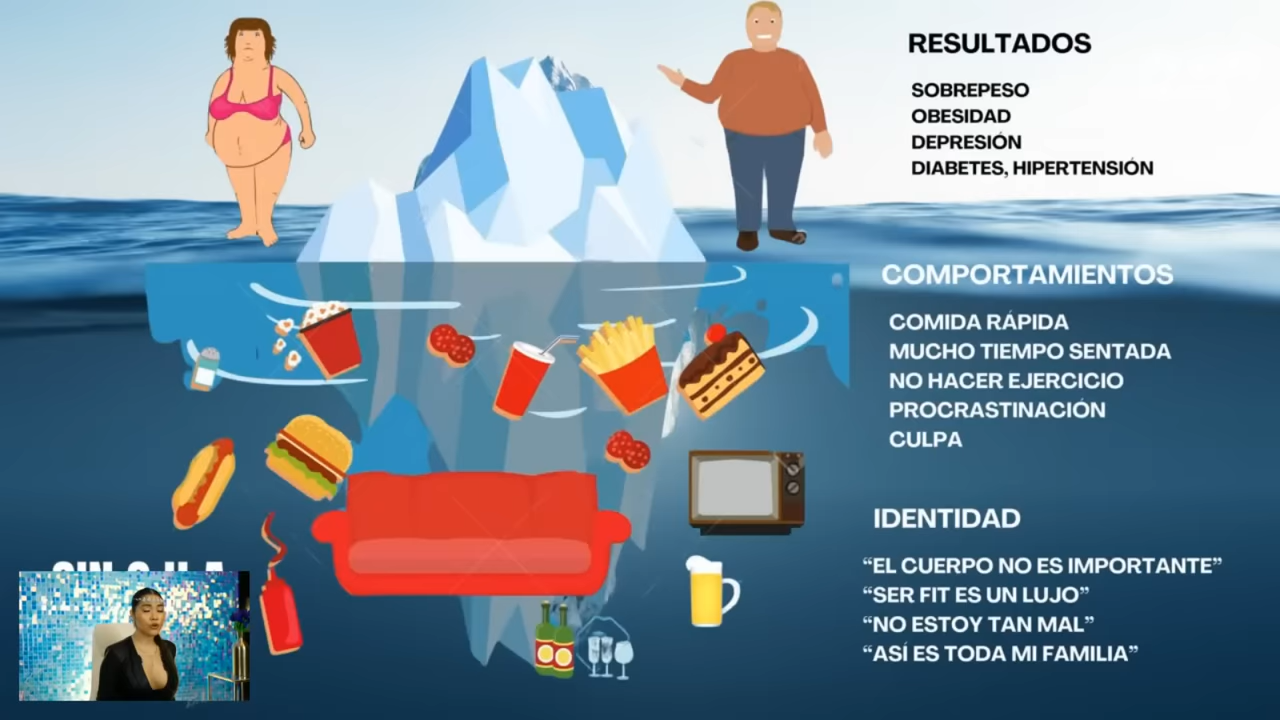 RESULTADOS
SOBREPESO
OBESIDAD
DEPRESIÓN
DIABETES, HIPERTENSIÓN
COMPORTAMIENTOS
COMIDA RÁPIDA
MUCHO TIEMPO SENTADA
NO HACER EJERCICIO
PROCRASTINACIÓN
CULPA
IDENTIDAD
“EL CUERPO NO ES IMPORTANTE”
“SER FIT ES UN LUJO”
“NO ESTOY TAN MAL”
“ASÍ ES TODA MI FAMILIA”